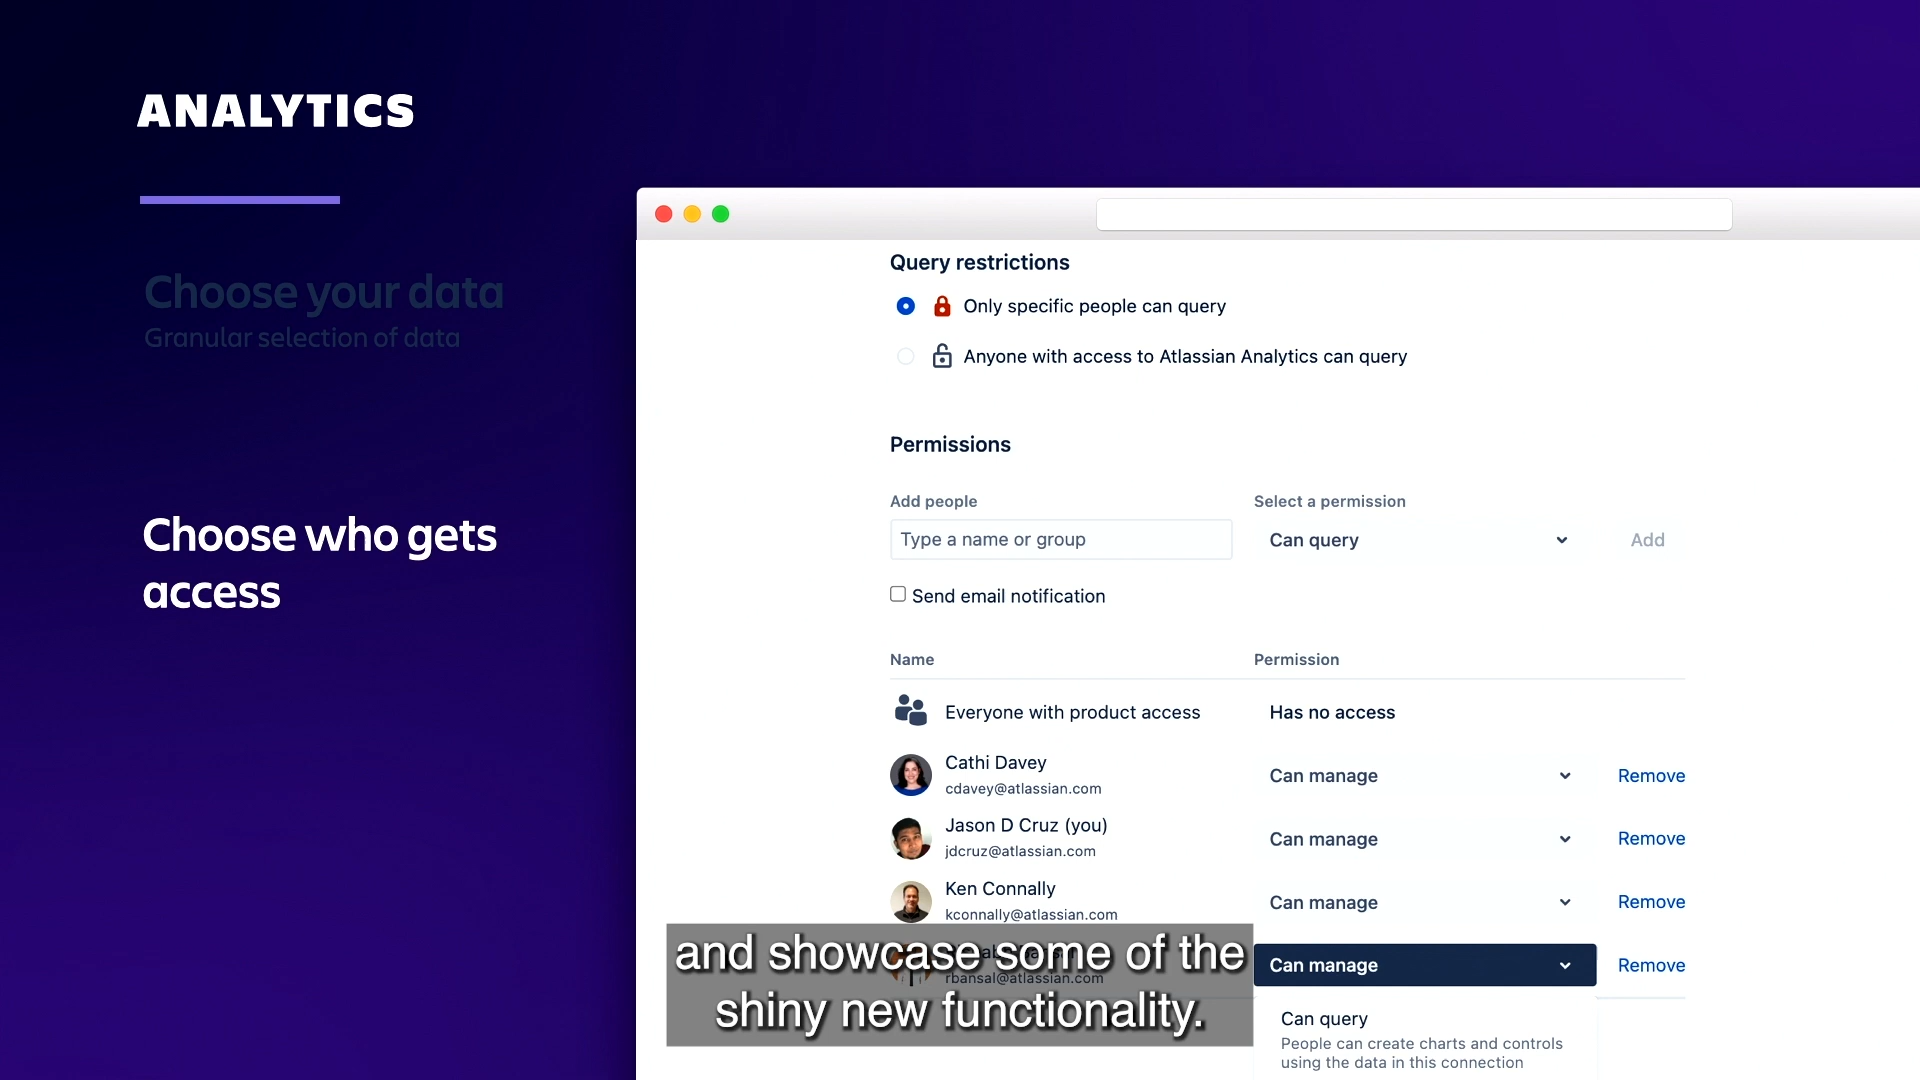 ANALYTICS
Choose your data
Granular selection of data
Choose who gets
access
Query restrictions
Only specific people can query
Anyone with access to Atlassian Analytics can query
Permissions
Add people
Select a permission
Type a name or group
Can query
Add
Send email notification
Name
Permission
Everyone with product access
Has no access
Cathi Davey
cdavey@atlassian.com
Can manage
Remove
Jason D Cruz (you)
jdcruz@atlassian.com
Can manage
Remove
Ken Connally
kconnally@atlassian.com
Can manage
Remove
rbansal@atlassian.com
Can manage
Remove
Can query
People can create charts and controls
using the data in this connection
and showcase some of the
shiny new functionality.